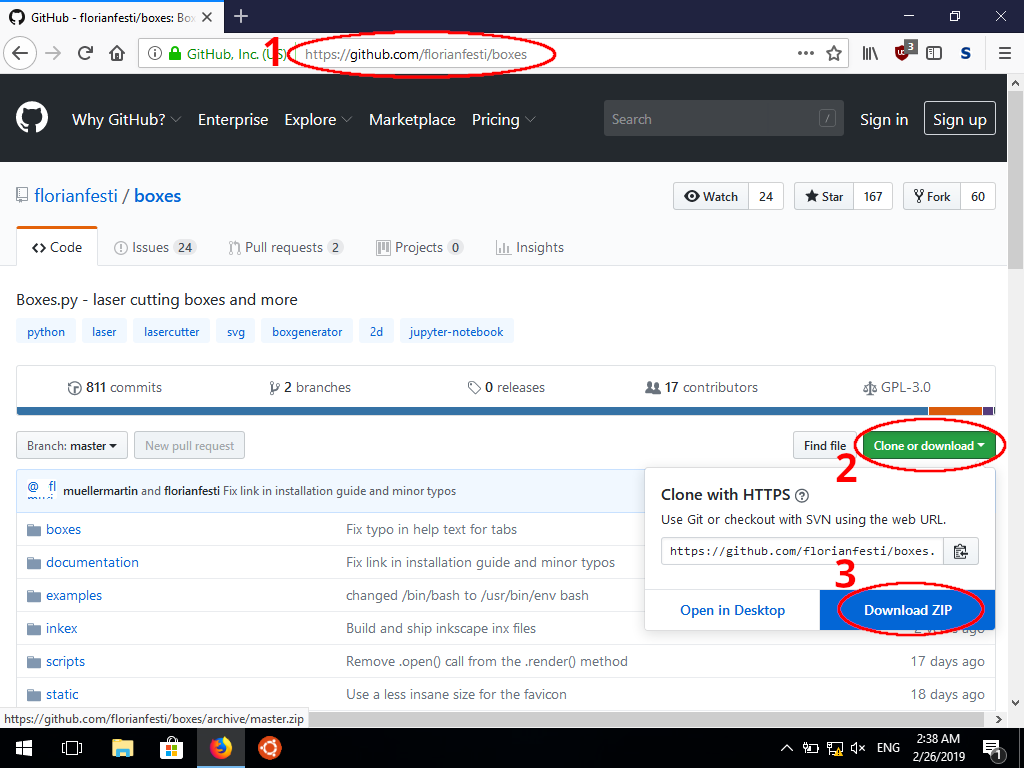 GitHub - florianfesti/boxes: Box
1
GitHub, Inc. (US) https://github.com/florianfesti/boxes
3
S
Why GitHub? Enterprise Explore Marketplace Pricing Search / Sign in Sign up
florianfesti / boxes
Watch 24 Star 167 Fork 60
Code Issues 24 Pull requests 2 Projects 0 Insights
Boxes.py - laser cutting boxes and more
python laser lasercutter svg boxgenerator 2d jupyter-notebook
811 commits 2 branches 0 releases 17 contributors GPL-3.0
Branch: master New pull request Find file Clone or download
2
muellermartin and florianfesti Fix link in installation guide and minor typos
Clone with HTTPS ?
Use Git or checkout with SVN using the web URL.
https://github.com/florianfesti/boxes.
3
Open in Desktop Download ZIP
boxes Fix typo in help text for tabs
documentation Fix link in installation guide and minor typos
examples changed /bin/bash to /usr/bin/env bash
inkex Build and ship inkscape inx files
scripts Remove .open() call from the .render() method 17 days ago
static Use a less insane size for the favicon 18 days ago
https://github.com/florianfesti/boxes/archive/master.zip
ENG
2:38 AM
2/26/2019
1